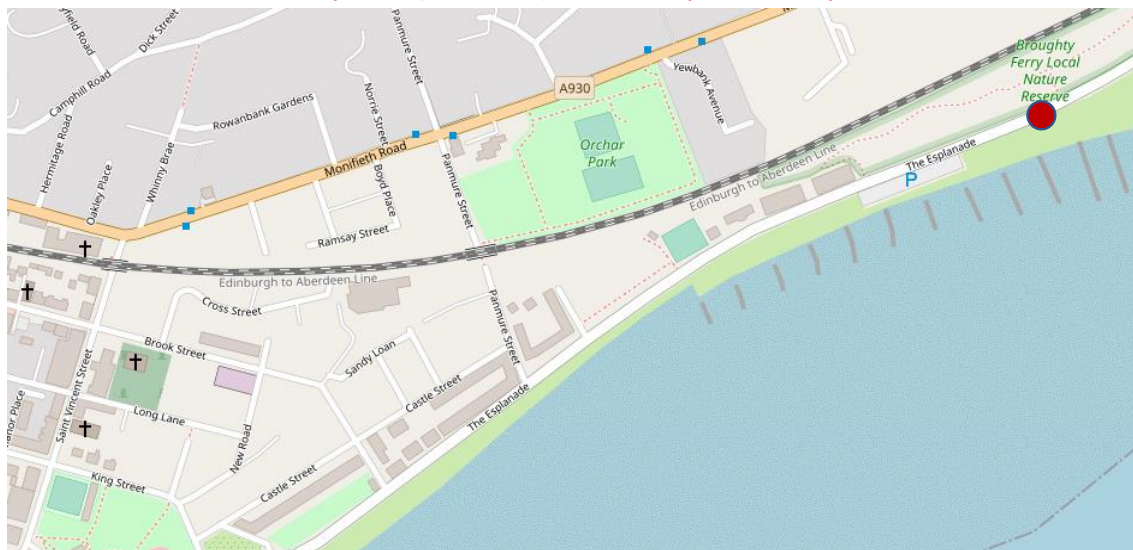 Dick Street
Camphill Road
Hermitage Road
Oakley Place
Whinny Brae
Rowanbank Gardens
Norrie Street
Panmure Street
A930
Monifieth Road
Boyd Place
Panmure Street
Ramsay Street
Orchar
Park
Yewbank Avenue
Broughty
Ferry Local
Nature
Reserve
The Esplanade
P
Edinburgh to Aberdeen Line
Edinburgh to Aberdeen Line
Cross Street
Brook Street
Saint Vincent Street
Long Lane
New Road
King Street
Sandy Loan
Castle Street
Panmure Street
The Esplanade
Castle Street